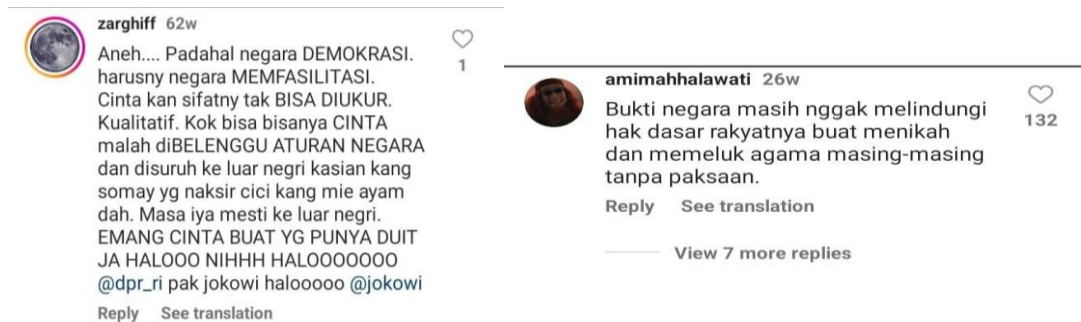 zarghiff 62w
Aneh.... Padahal negara DEMOKRASI.
harusny negara MEMFASILITASI.
Cinta kan sifatny tak BISA DIUKUR.
Kualitatif. Kok bisa bisanya CINTA
malah diBELENGGU ATURAN NEGARA
dan disuruh ke luar negri kasian kang
somay yg naksir cici kang mie ayam
dah. Masa iya mesti ke luar negri.
EMANG CINTA BUAT YG PUNYA DUIT
JA HALOOO NIHHH HALOOOOOOO
@dpr_ri pak jokowi halooooo @jokowi
Reply See translation
1
amimahhalawati 26w
Bukti negara masih nggak melindungi
hak dasar rakyatnya buat menikah
dan memeluk agama masing-masing
tanpa paksaan.
Reply See translation
View 7 more replies
132